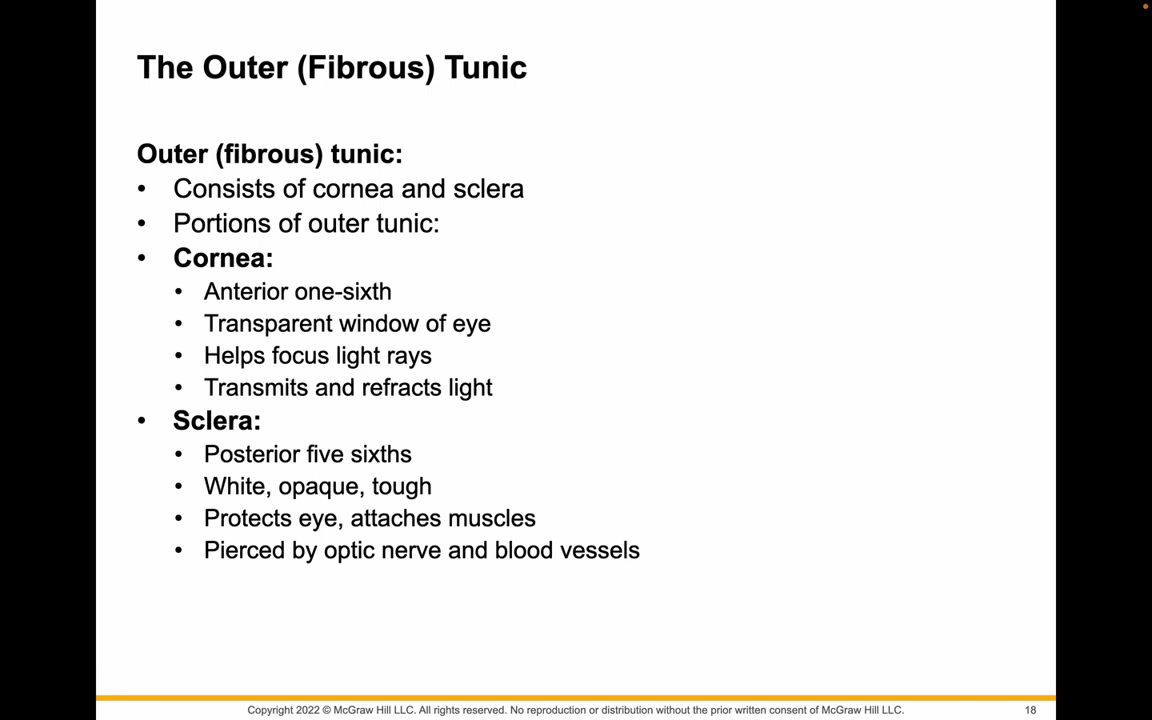 The Outer (Fibrous) Tunic
Outer (fibrous) tunic:
• Consists of cornea and sclera
• Portions of outer tunic:
• Cornea:
• Anterior one-sixth
• Transparent window of eye
• Helps focus light rays
• Transmits and refracts light
• Sclera:
• Posterior five sixths
• White, opaque, tough
• Protects eye, attaches muscles
• Pierced by optic nerve and blood vessels
Copyright 2022 © McGraw Hill LLC. All rights reserved. No reproduction or distribution without the prior written consent of McGraw Hill LLC.
18